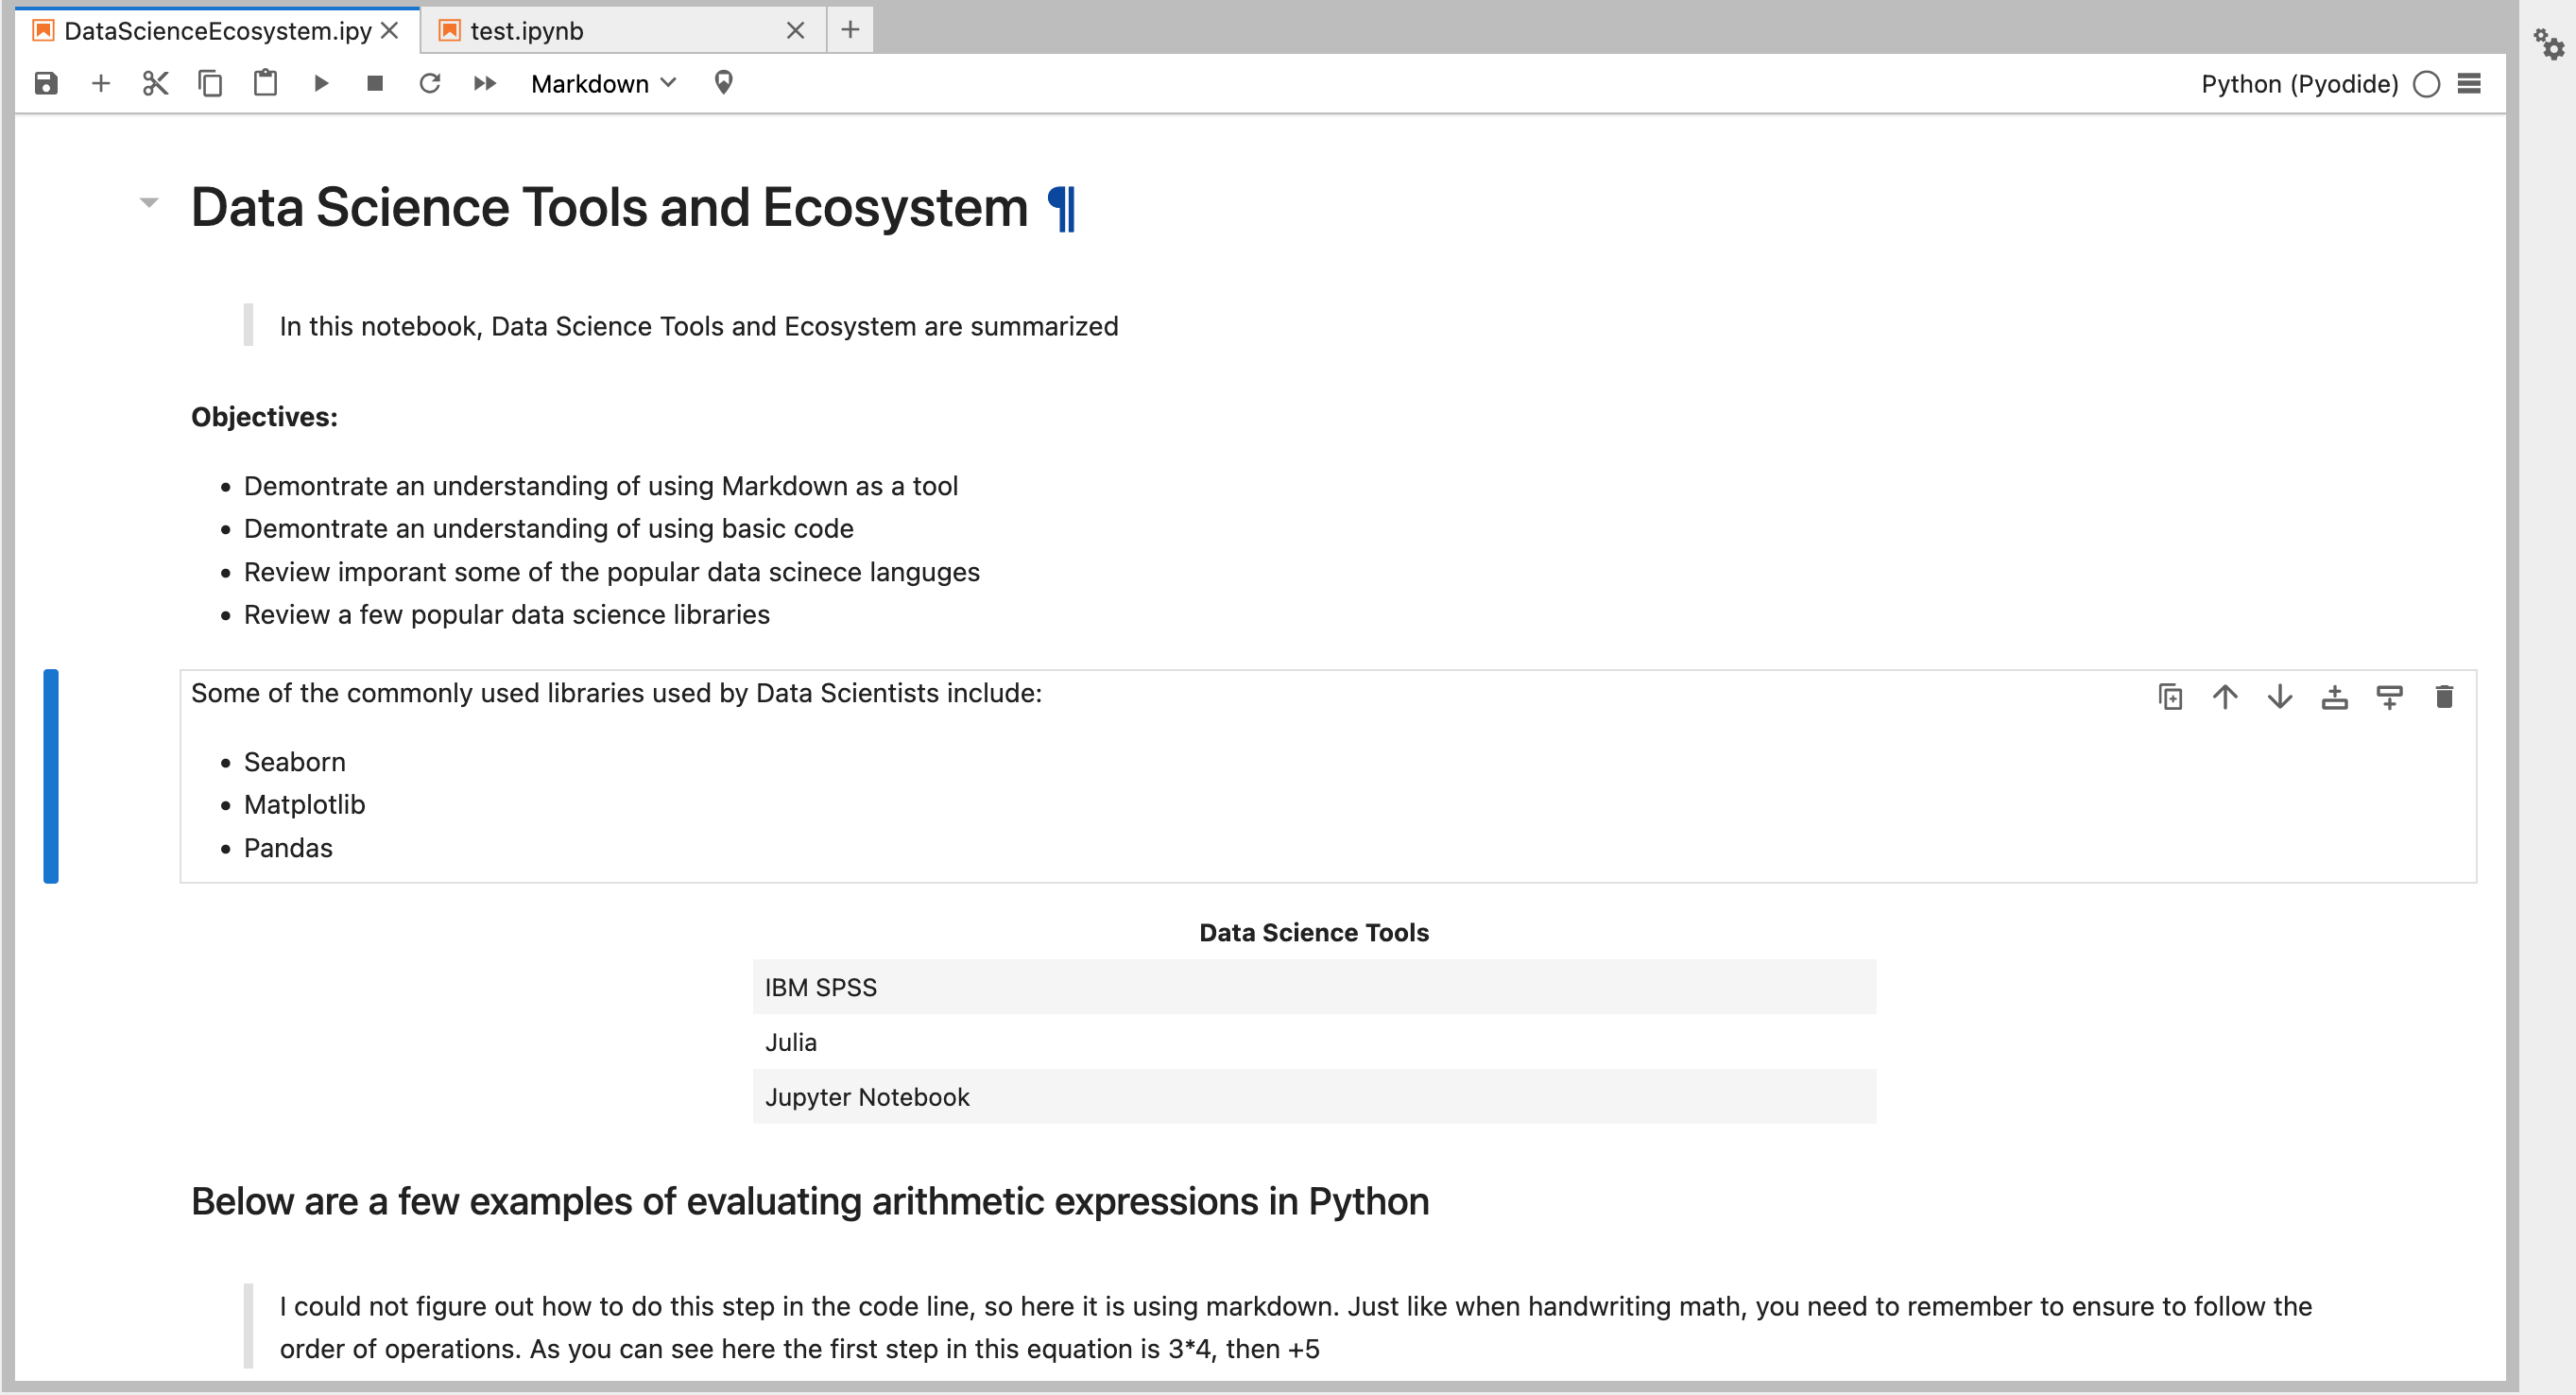 DataScienceEcosystem.ipy
test.ipynb
Markdown
Python (Pyodide)
Data Science Tools and Ecosystem ¶
In this notebook, Data Science Tools and Ecosystem are summarized
Objectives:
• Demontrate an understanding of using Markdown as a tool
• Demontrate an understanding of using basic code
• Review imporant some of the popular data scinece languges
• Review a few popular data science libraries
Some of the commonly used libraries used by Data Scientists include:
• Seaborn
• Matplotlib
• Pandas
Data Science Tools
IBM SPSS
Julia
Jupyter Notebook
Below are a few examples of evaluating arithmetic expressions in Python
I could not figure out how to do this step in the code line, so here it is using markdown. Just like when handwriting math, you need to remember to ensure to follow the
order of operations. As you can see here the first step in this equation is 3*4, then +5